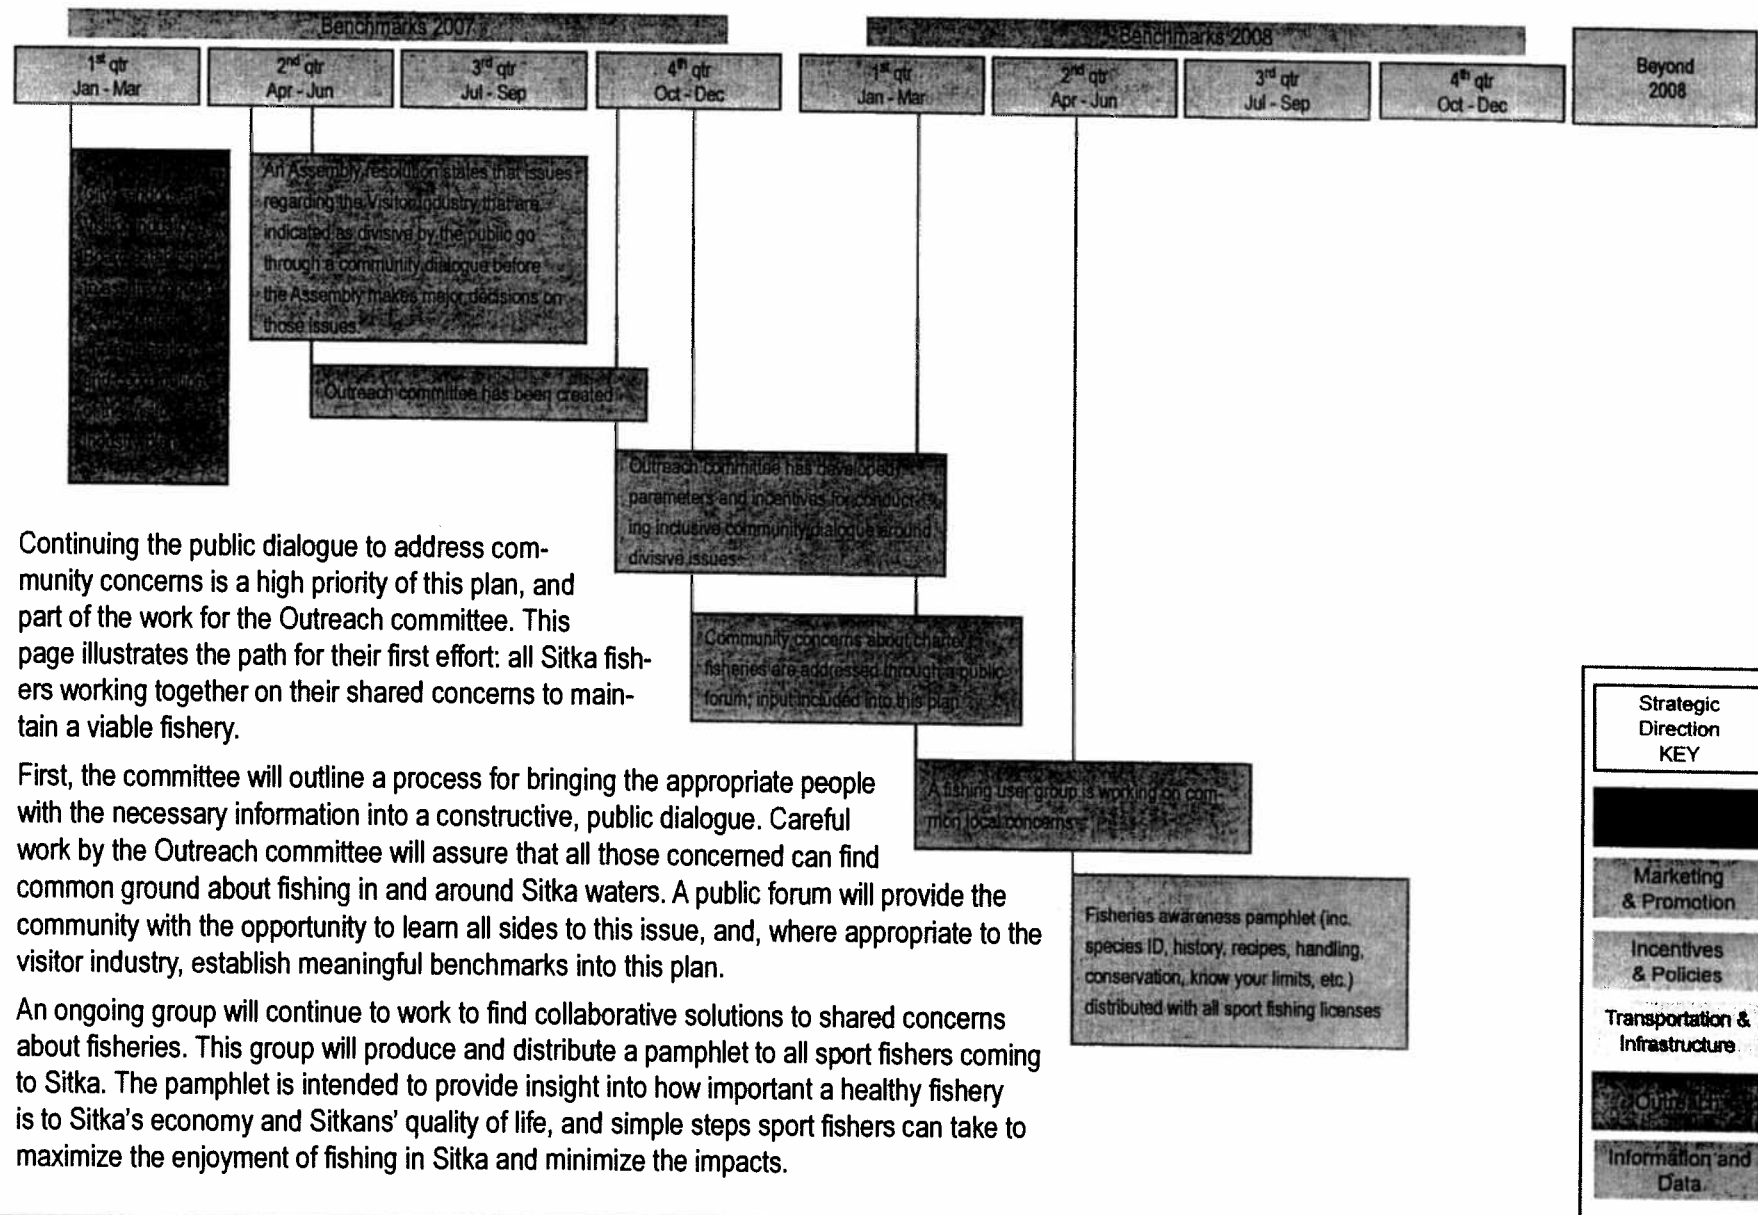 Benchmarks 2007
Benchmarks 2008
1st qtr
Jan - Mar
2nd qtr
Apr - Jun
3rd qtr
Jul - Sep
4th qtr
Oct - Dec
1st qtr
Jan - Mar
2nd qtr
Apr - Jun
3rd qtr
Jul - Sep
4th qtr
Oct - Dec
Beyond
2008
Board established
and coordination
An Assembly resolution states that issues
regarding the Visitor Industry that are
indicated as divisive by the public go
through a community dialogue before
the Assembly makes major decisions on
those issues.
Outreach committee has been created
Outreach committee has developed
parameters and incentives for conduct-
ing inclusive community dialogue around
divisive issues
Community concerns about charter
fisheries are addressed through a public
forum; input included into this plan
A fishing user group is working on com-
mon local concerns
Fisheries awareness pamphlet (inc.
species ID, history, recipes, handling,
conservation, know your limits, etc.)
distributed with all sport fishing licenses
Continuing the public dialogue to address com-
munity concerns is a high priority of this plan, and
part of the work for the Outreach committee. This
page illustrates the path for their first effort: all Sitka fish-
ers working together on their shared concerns to main-
tain a viable fishery.
First, the committee will outline a process for bringing the appropriate people
with the necessary information into a constructive, public dialogue. Careful
work by the Outreach committee will assure that all those concerned can find
common ground about fishing in and around Sitka waters. A public forum will provide the
community with the opportunity to learn all sides to this issue, and, where appropriate to the
visitor industry, establish meaningful benchmarks into this plan.
An ongoing group will continue to work to find collaborative solutions to shared concerns
about fisheries. This group will produce and distribute a pamphlet to all sport fishers coming
to Sitka. The pamphlet is intended to provide insight into how important a healthy fishery
is to Sitka's economy and Sitkans' quality of life, and simple steps sport fishers can take to
maximize the enjoyment of fishing in Sitka and minimize the impacts.
Strategic
Direction
KEY
Marketing
& Promotion
Incentives
& Policies
Transportation &
Infrastructure
Outreach
Information and
Data